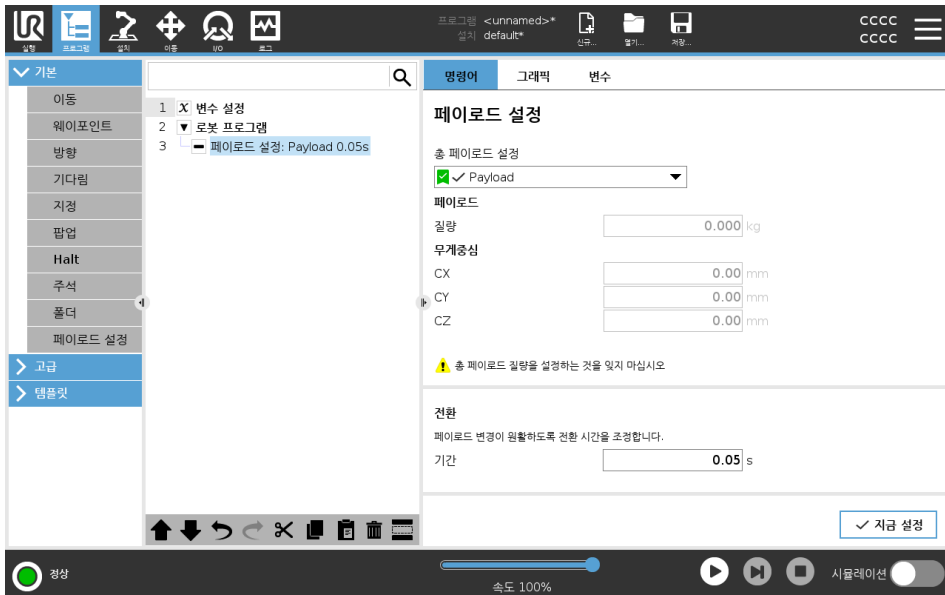 UR
실행
프로그램
설치
이동
I/O
로그
프로그램 <unnamed>*
설치 default*
신규...
열기...
저장...
CCCC
CCCC
기본
이동
웨이포인트
방향
기다림
지정
팝업
Halt
주석
폴더
페이로드 설정
고급
템플릿
1 X 변수 설정
2 로봇 프로그램
3 페이로드 설정: Payload 0.05s
명령어 그래픽 변수
페이로드 설정
총 페이로드 설정
Payload
페이로드
질량 0.000 kg
무게중심
CX 0.00 mm
CY 0.00 mm
CZ 0.00 mm
총 페이로드 질량을 설정하는 것을 잊지 마십시오
전환
페이로드 변경이 원활하도록 전환 시간을 조정합니다.
기간 0.05 s
지금 설정
정상
속도 100%
시뮬레이션